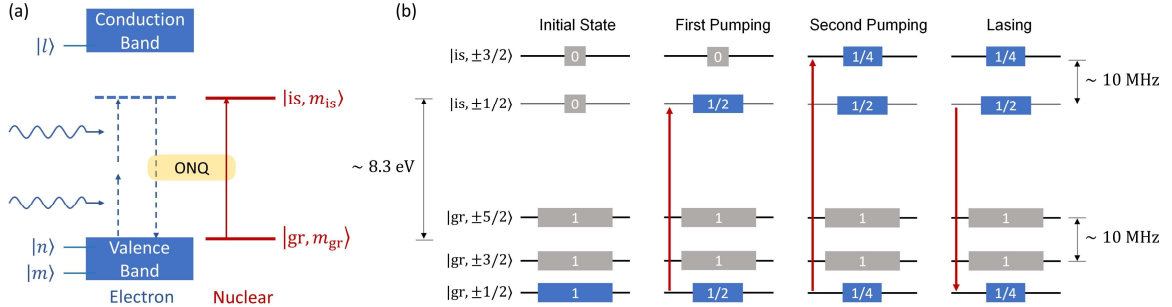 (a)
Conduction
Band
|l⟩
|is, m_is⟩
ONQ
|gr, m_gr⟩
|n⟩
|m⟩
Valence
Band
Electron
Nuclear
~ 8.3 eV
(b)
Initial State
First Pumping
Second Pumping
Lasing
|is, ±3/2⟩
0
0
1/4
1/4
|is, ±1/2⟩
0
1/2
1/2
1/2
~ 10 MHz
|gr, ±5/2⟩
1
1
1
1
|gr, ±3/2⟩
1
1
1
1
~ 10 MHz
|gr, ±1/2⟩
1
1/2
1/4
1/4